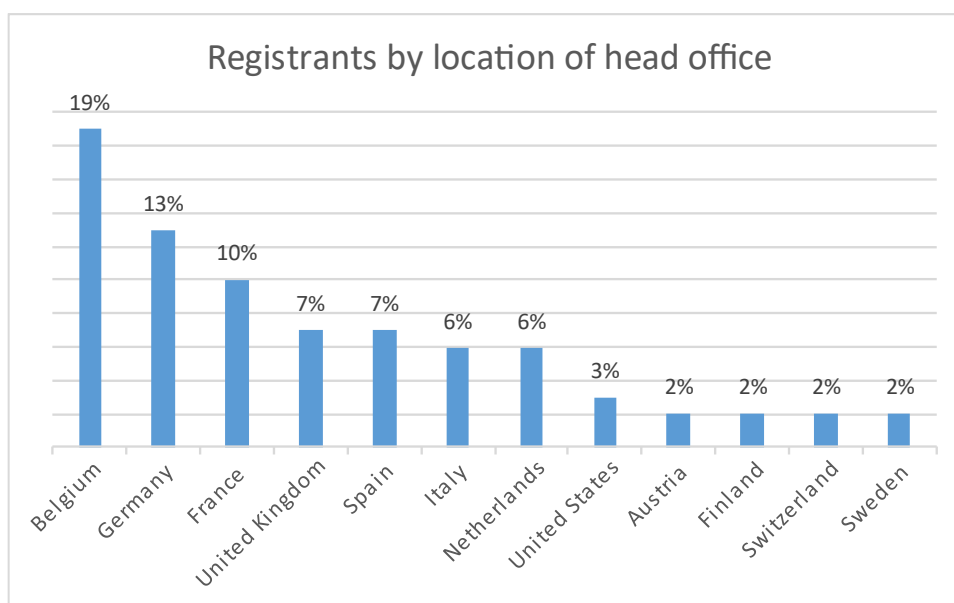 Registrants by location of head office
19%
13%
10%
7%
7%
6%
6%
3%
2%
2%
2%
2%
Belgium
Germany
France
United Kingdom
Spain
Italy
Netherlands
United States
Austria
Finland
Switzerland
Sweden